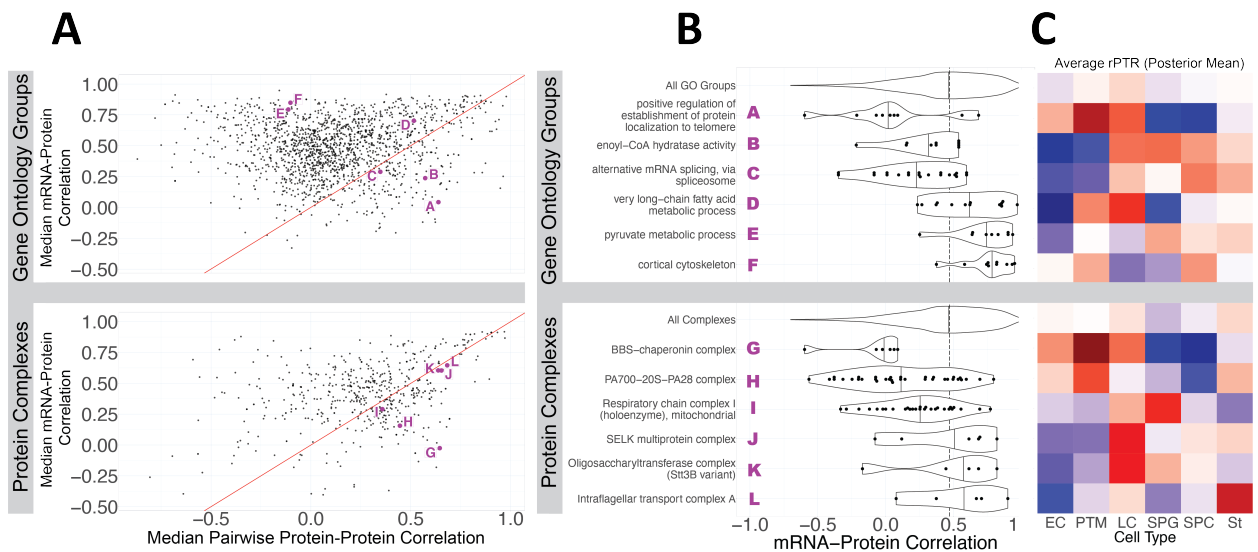 A
B
C
Gene Ontology Groups
Median mRNA-Protein
Correlation
1.00
0.75
0.50
0.25
0.00
−0.25
−0.50
F
E
D
C
B
A
Protein Complexes
Median mRNA-Protein
Correlation
1.00
0.75
0.50
0.25
0.00
−0.25
−0.50
L
K
J
I
H
G
−0.5
0.0
0.5
1.0
Median Pairwise Protein-Protein Correlation
Gene Ontology Groups
All GO Groups
positive regulation of
establishment of protein
localization to telomere
A
enoyl−CoA hydratase activity
B
alternative mRNA splicing, via
spliceosome
C
very long−chain fatty acid
metabolic process
D
pyruvate metabolic process
E
cortical cytoskeleton
F
Protein Complexes
All Complexes
BBS−chaperonin complex
G
PA700−20S−PA28 complex
H
Respiratory chain complex I
(holoenzyme), mitochondrial
I
SELK multiprotein complex
J
Oligosaccharyltransferase complex
(Stt3B variant)
K
Intraflagellar transport complex A
L
−1.0
−0.5
0.0
0.5
1
mRNA−Protein Correlation
Average rPTR (Posterior Mean)
EC PTM LC SPG SPC St
Cell Type